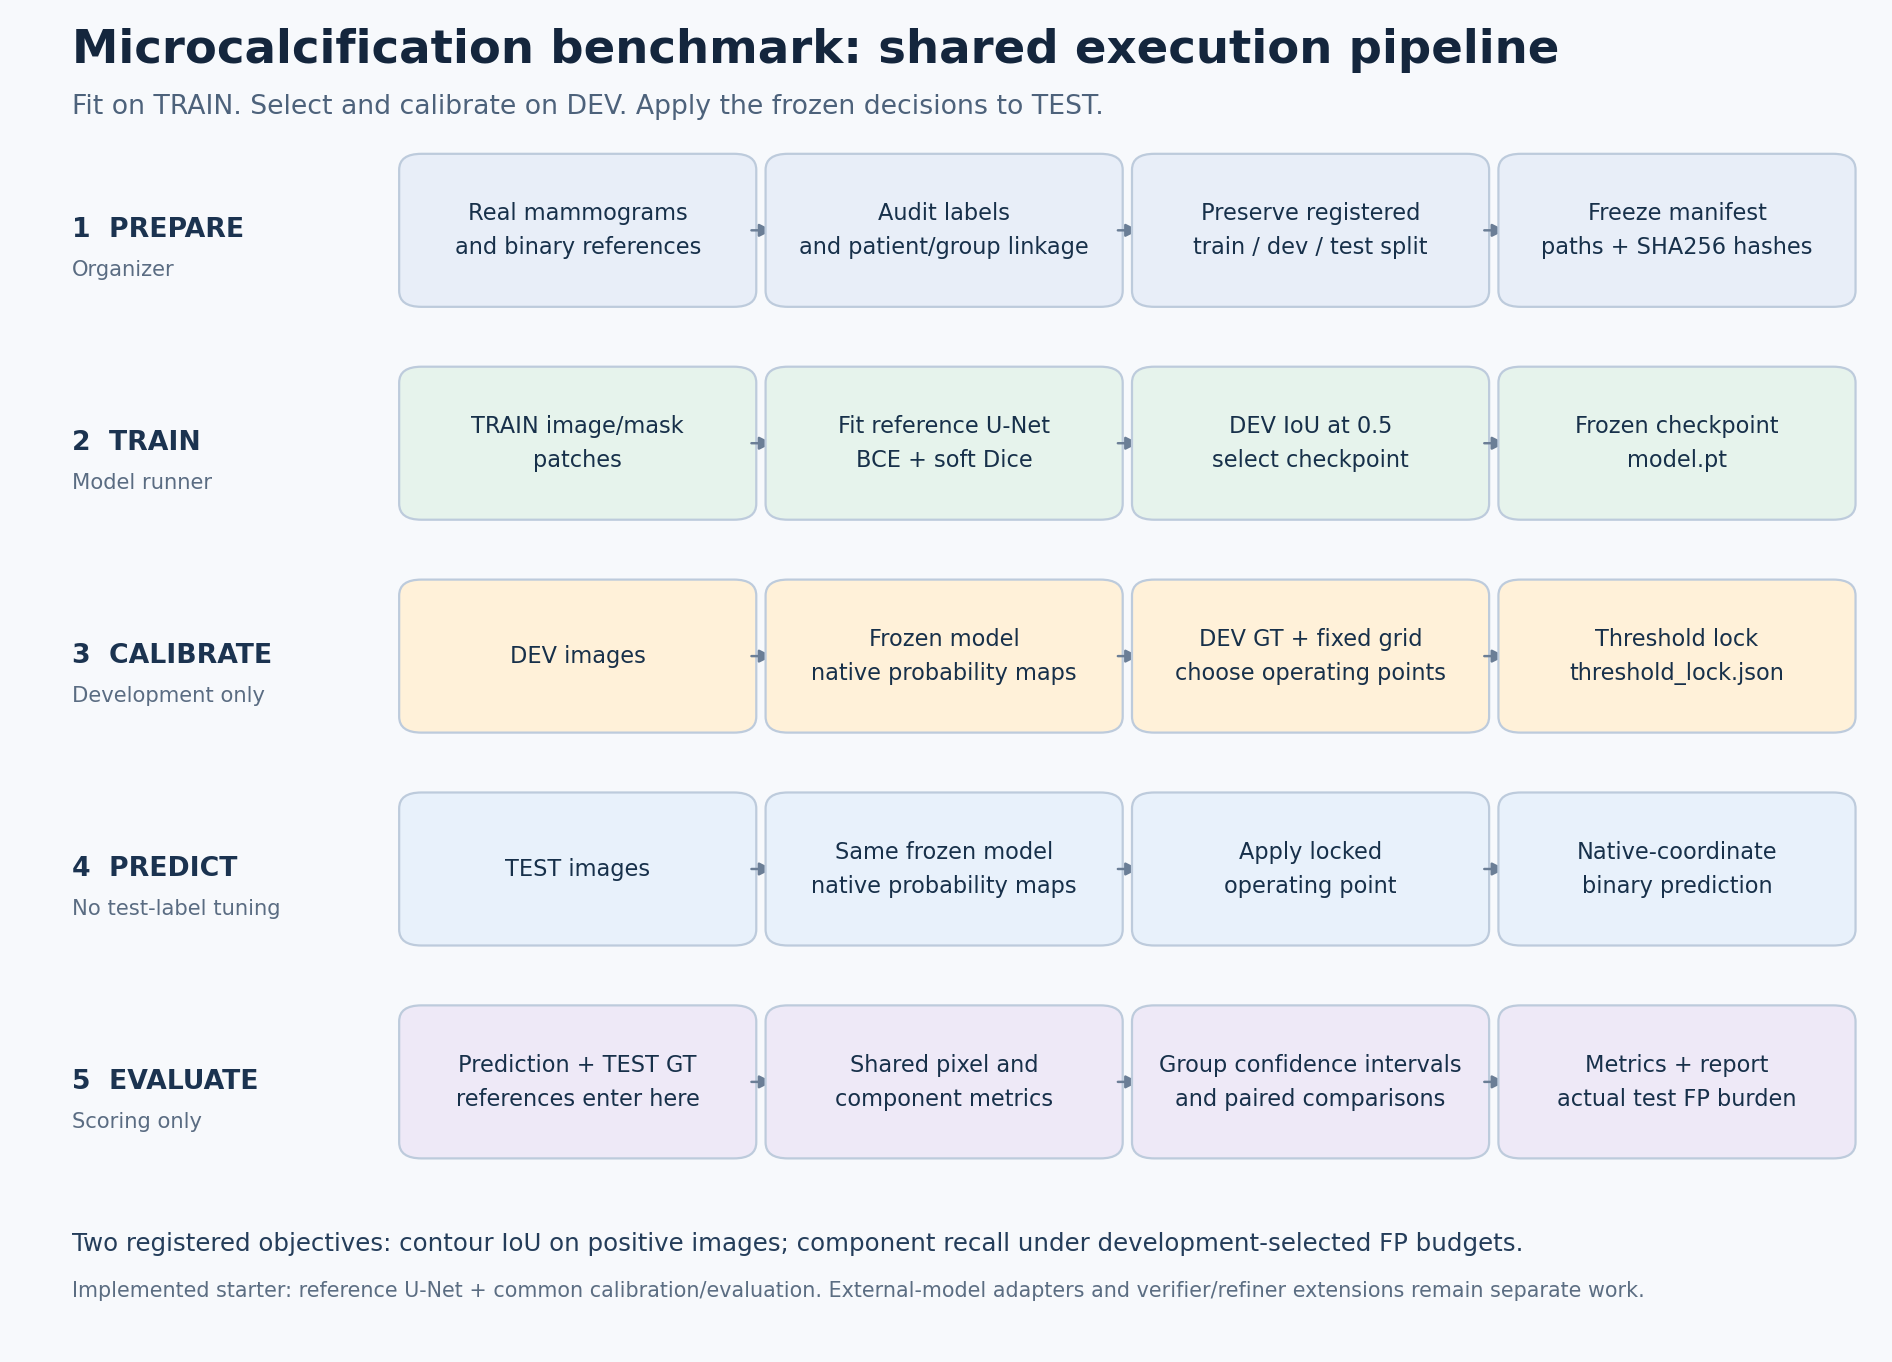 Microcalcification benchmark: shared execution pipeline
Fit on TRAIN. Select and calibrate on DEV. Apply the frozen decisions to TEST.
1 PREPARE
Organizer
Real mammograms
and binary references
Audit labels
and patient/group linkage
Preserve registered
train / dev / test split
Freeze manifest
paths + SHA256 hashes
2 TRAIN
Model runner
TRAIN image/mask
patches
Fit reference U-Net
BCE + soft Dice
DEV IoU at 0.5
select checkpoint
Frozen checkpoint
model.pt
3 CALIBRATE
Development only
DEV images
Frozen model
native probability maps
DEV GT + fixed grid
choose operating points
Threshold lock
threshold_lock.json
4 PREDICT
No test-label tuning
TEST images
Same frozen model
native probability maps
Apply locked
operating point
Native-coordinate
binary prediction
5 EVALUATE
Scoring only
Prediction + TEST GT
references enter here
Shared pixel and
component metrics
Group confidence intervals
and paired comparisons
Metrics + report
actual test FP burden
Two registered objectives: contour IoU on positive images; component recall under development-selected FP budgets.
Implemented starter: reference U-Net + common calibration/evaluation. External-model adapters and verifier/refiner extensions remain separate work.